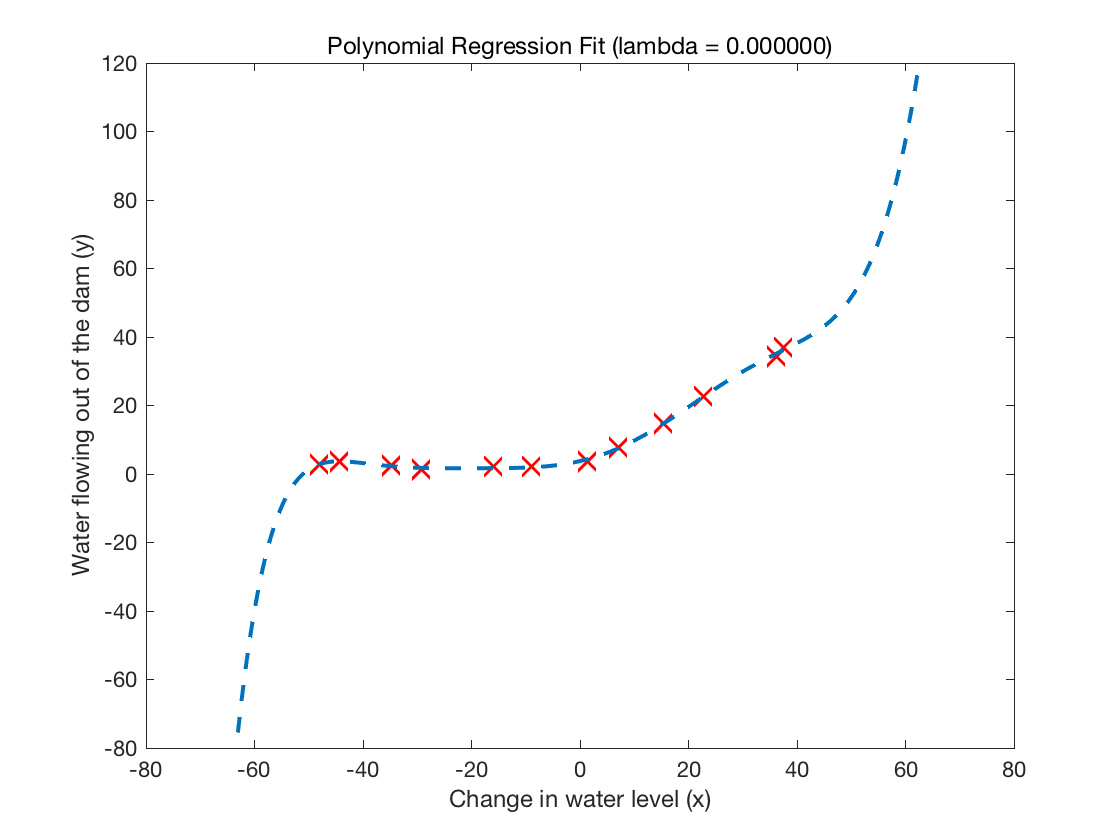 Polynomial Regression Fit (lambda = 0.000000)
Water flowing out of the dam (y)
120
100
80
60
40
20
0
-20
-40
-60
-80
-80 -60 -40 -20 0 20 40 60 80
Change in water level (x)